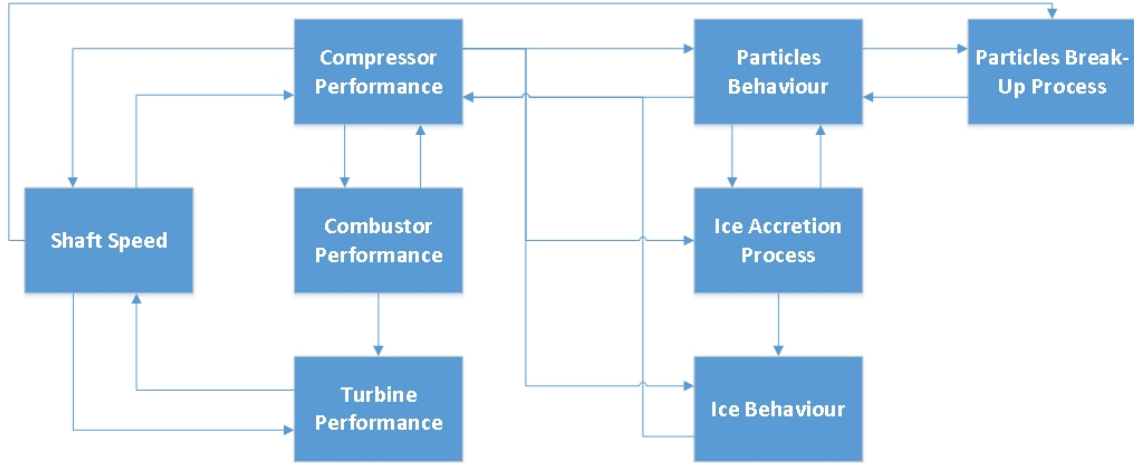 Compressor
Performance
Particles
Behaviour
Particles Break-
Up Process
Shaft Speed
Combustor
Performance
Ice Accretion
Process
Turbine
Performance
Ice Behaviour